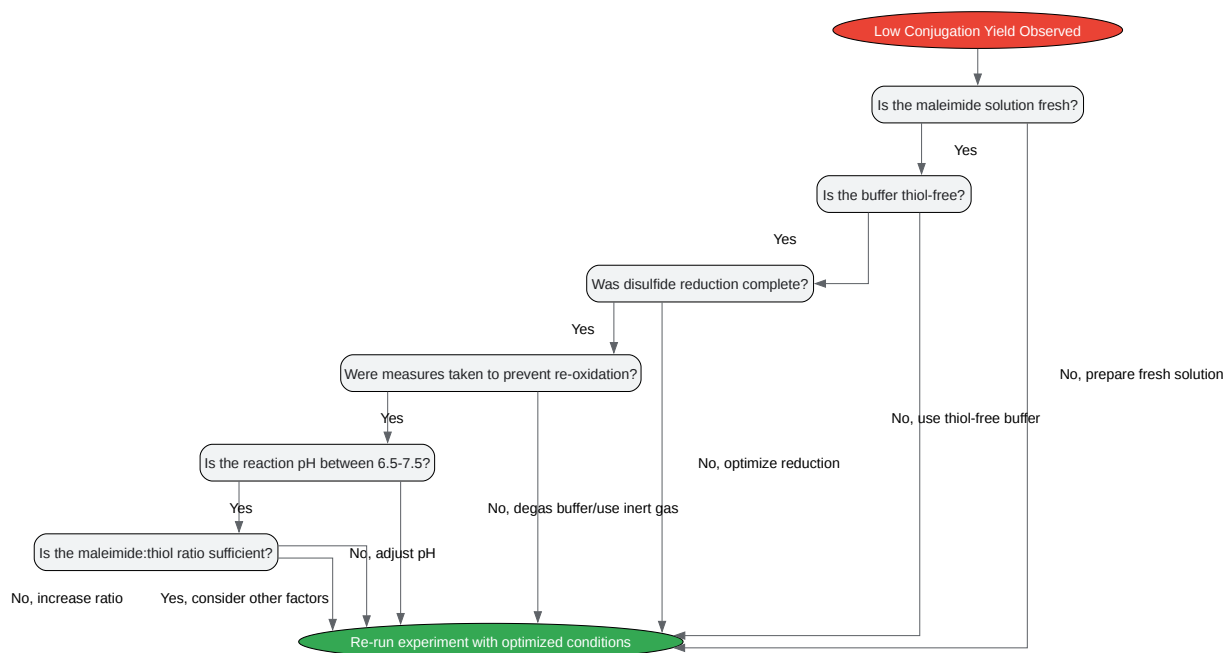 Low Conjugation Yield Observed
Is the maleimide solution fresh?
Yes
Is the buffer thiol-free?
Yes
Was disulfide reduction complete?
Yes
Were measures taken to prevent re-oxidation?
No, prepare fresh solution
Yes
No, use thiol-free buffer
Is the reaction pH between 6.5-7.5?
No, optimize reduction
Yes
No, degas buffer/use inert gas
Is the maleimide:thiol ratio sufficient?
No, adjust pH
No, increase ratio
Yes, consider other factors
Re-run experiment with optimized conditions